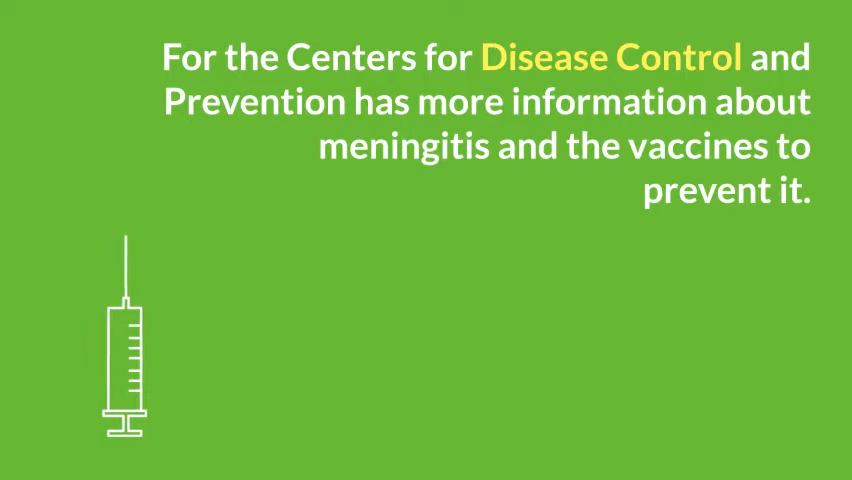 For the Centers for Disease Control and
Prevention has more information about
meningitis and the vaccines to
prevent it.